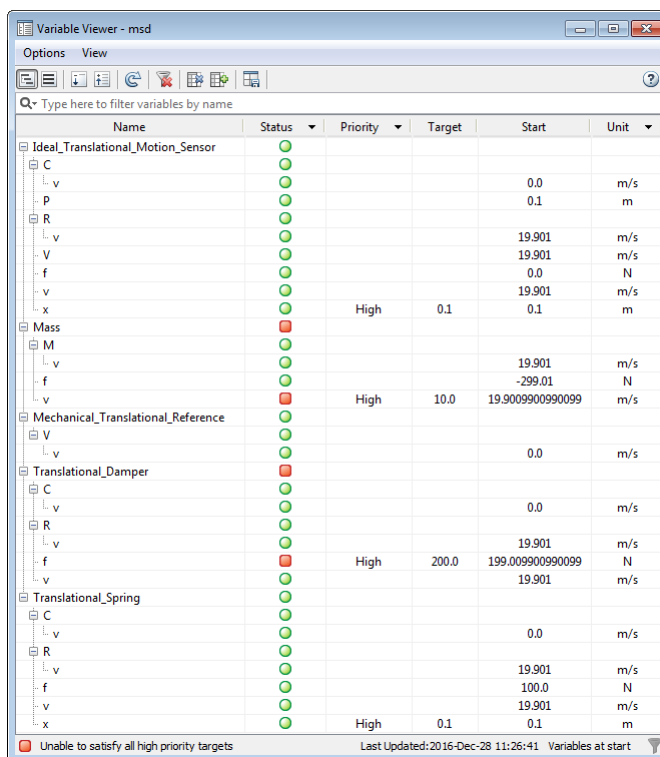 Variable Viewer - msd
Options View
Type here to filter variables by name
Name Status Priority Target Start Unit
Ideal_Translational_Motion_Sensor
C
v 0.0 m/s
P 0.1 m
R
v 19.901 m/s
V 19.901 m/s
f 0.0 N
v 19.901 m/s
x High 0.1 0.1 m
Mass
M
v 19.901 m/s
f -299.01 N
v High 10.0 19.9009900990099 m/s
Mechanical_Translational_Reference
V
v 0.0 m/s
Translational_Damper
C
v 0.0 m/s
R
v 19.901 m/s
f High 200.0 199.009900990099 N
v 19.901 m/s
Translational_Spring
C
v 0.0 m/s
R
v 19.901 m/s
f 100.0 N
v 19.901 m/s
x High 0.1 0.1 m
Unable to satisfy all high priority targets Last Updated:2016-Dec-28 11:26:41 Variables at start